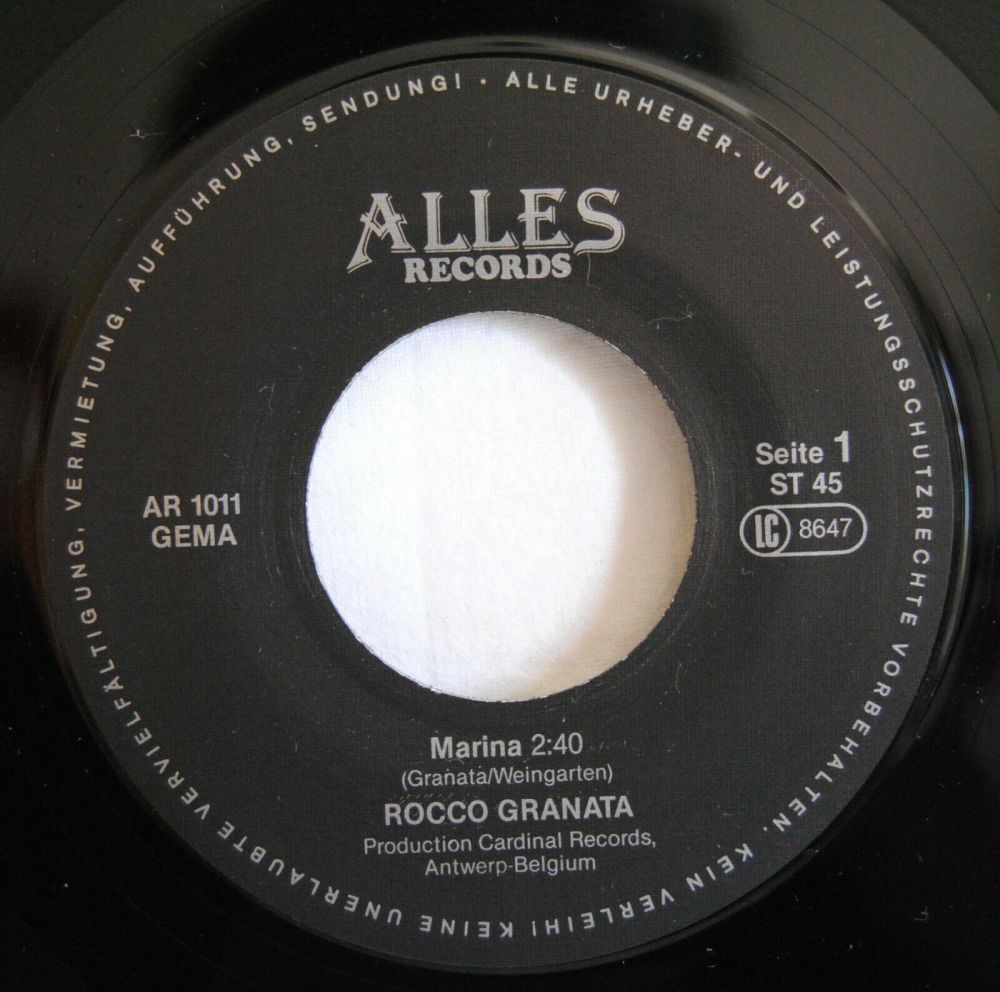 ALLE URHEBER- UND LEISTUNGSSCHUTZRECHTE VORBEHALTEN. KEIN VERLEIH! KEINE UNERLAUBTE VERVIELFÄLTIGUNG, VERMIETUNG, AUFFÜHRUNG, SENDUNG! ·
ALLES
RECORDS
AR 1011
GEMA
Seite 1
ST 45
LC 8647
Marina 2:40
(Granata/Weingarten)
ROCCO GRANATA
Production Cardinal Records,
Antwerp-Belgium